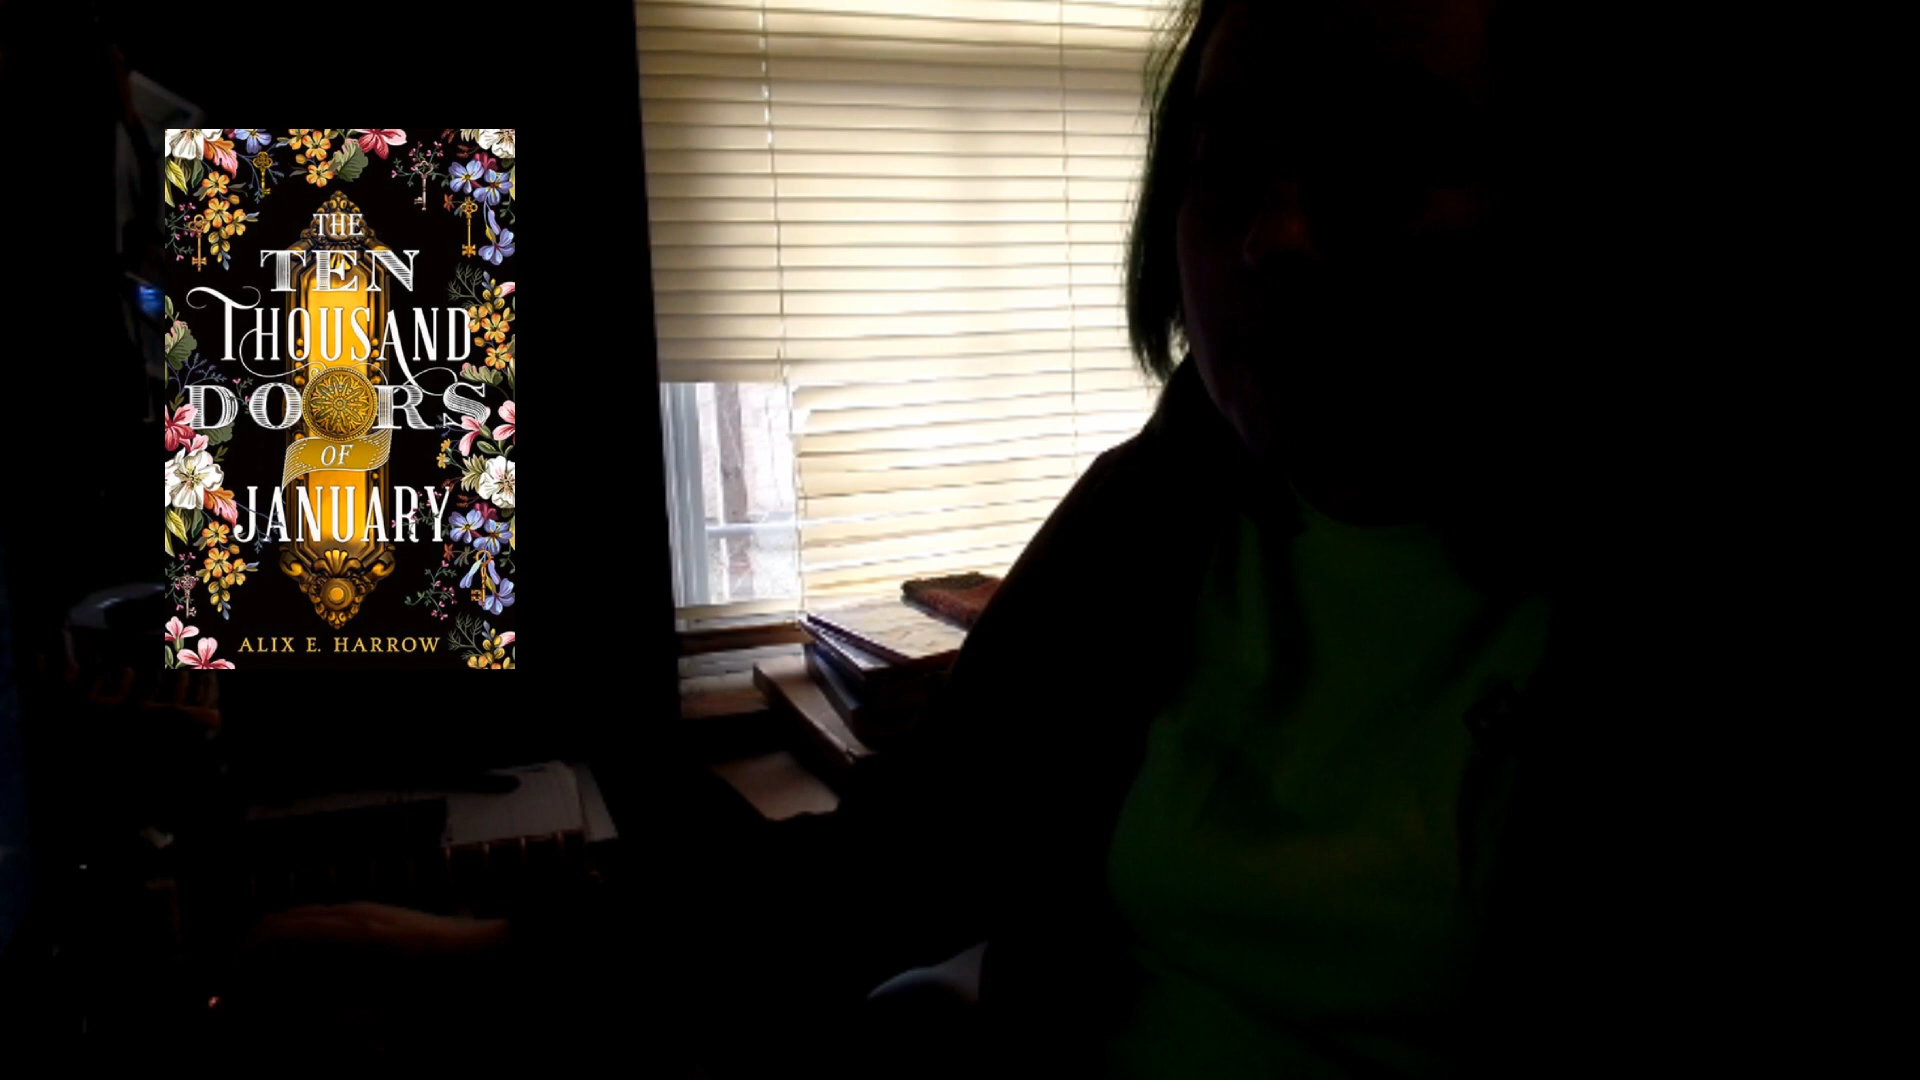 THE
TEN
THOUSAND
DOORS
OF
JANUARY
ALIX E. HARROW